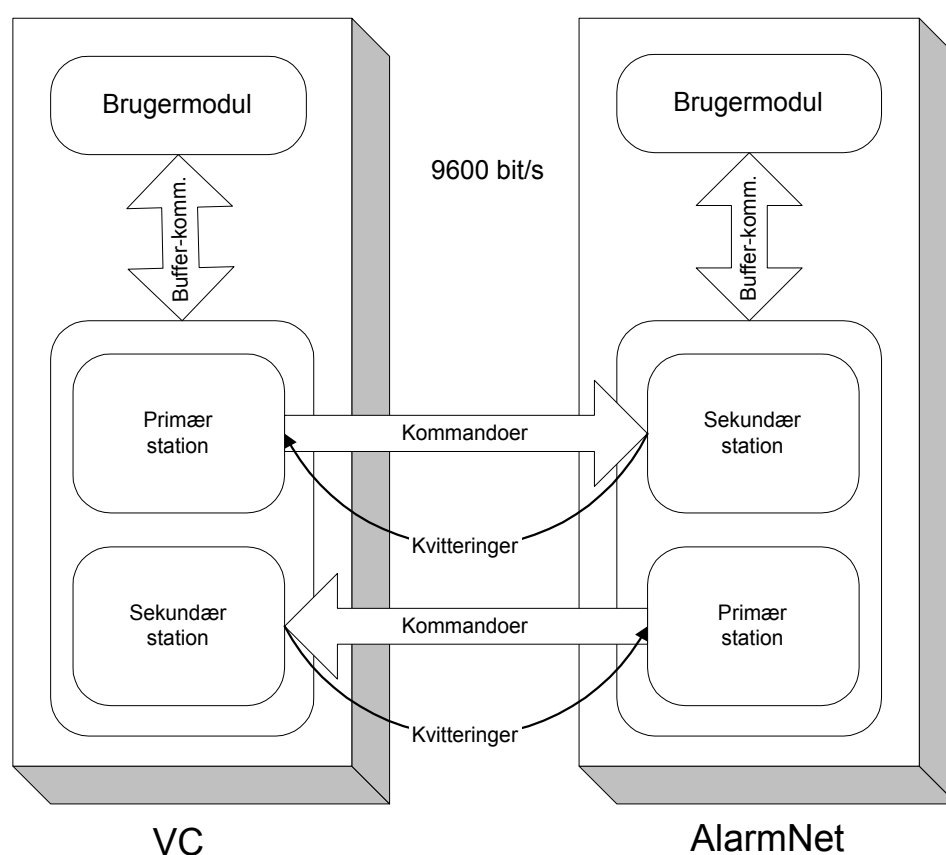 Brugermodul
Brugermodul
9600 bit/s
Buffer-komm.
Buffer-komm.
Primær
station
Kommandoer
Sekundær
station
Kvitteringer
Sekundær
station
Kommandoer
Primær
station
Kvitteringer
VC
AlarmNet